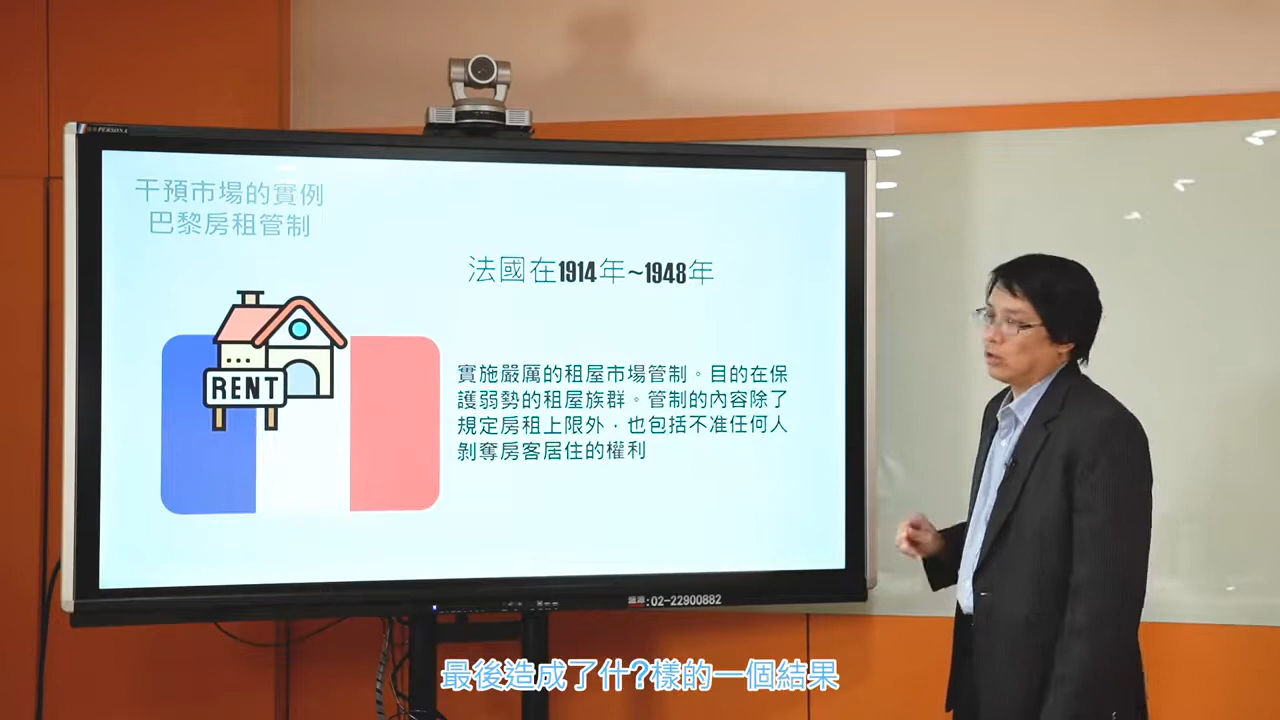 PERSONA
干預市場的實例
巴黎房租管制
法國在1914年~1948年
RENT
實施嚴厲的租屋市場管制。目的在保
護弱勢的租屋族群。管制的內容除了
規定房租上限外，也包括不准任何人
剝奪房客居住的權利
:02-22900882
最後造成了什?樣的一個結果